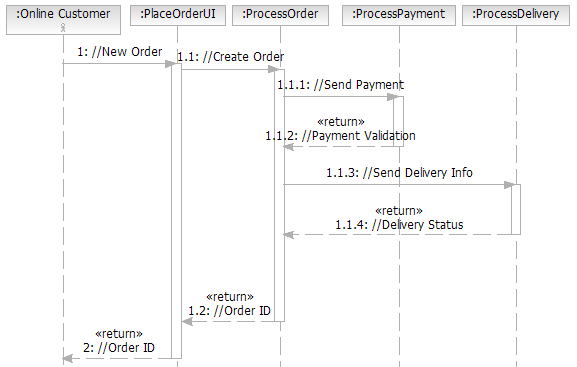 :Online Customer
:PlaceOrderUI
:ProcessOrder
:ProcessPayment
:ProcessDelivery
1: //New Order
1.1: //Create Order
1.1.1: //Send Payment
«return»
1.1.2: //Payment Validation
1.1.3: //Send Delivery Info
«return»
1.1.4: //Delivery Status
«return»
1.2: //Order ID
«return»
2: //Order ID